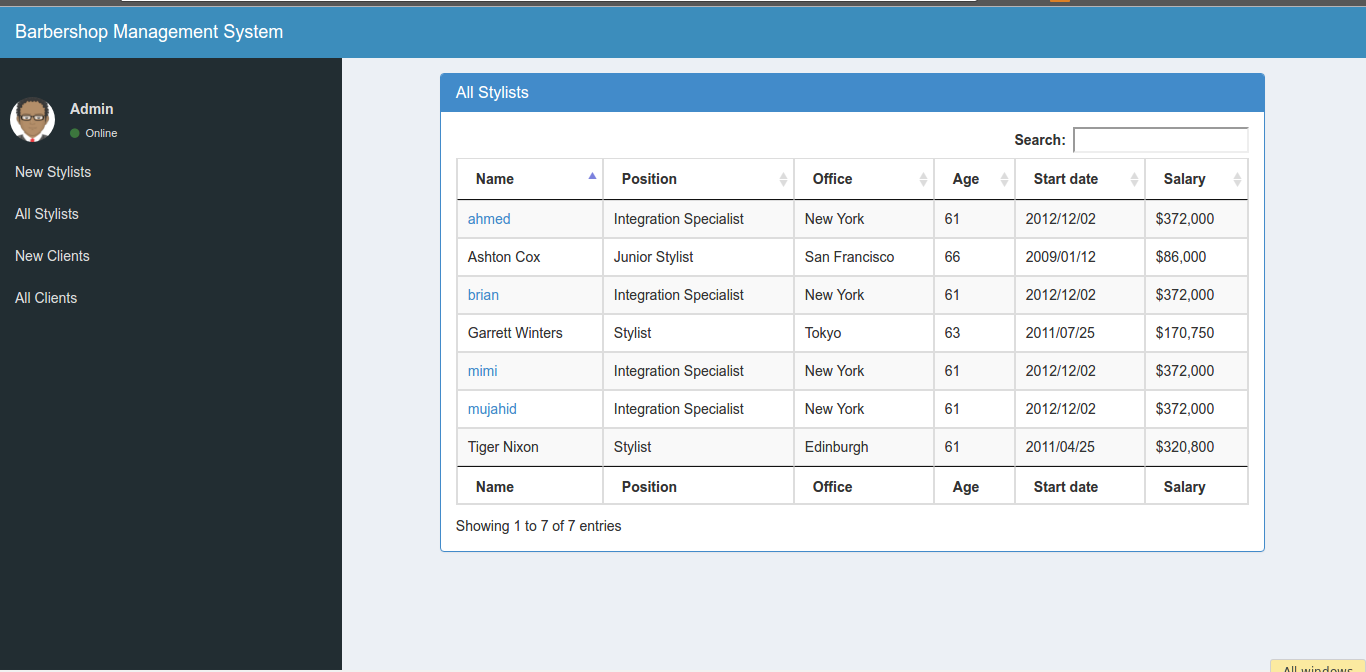 Barbershop Management System
Admin
Online
New Stylists
All Stylists
New Clients
All Clients
All Stylists
Search:
Name Position Office Age Start date Salary
ahmed Integration Specialist New York 61 2012/12/02 $372,000
Ashton Cox Junior Stylist San Francisco 66 2009/01/12 $86,000
brian Integration Specialist New York 61 2012/12/02 $372,000
Garrett Winters Stylist Tokyo 63 2011/07/25 $170,750
mimi Integration Specialist New York 61 2012/12/02 $372,000
mujahid Integration Specialist New York 61 2012/12/02 $372,000
Tiger Nixon Stylist Edinburgh 61 2011/04/25 $320,800
Name Position Office Age Start date Salary
Showing 1 to 7 of 7 entries
All windows